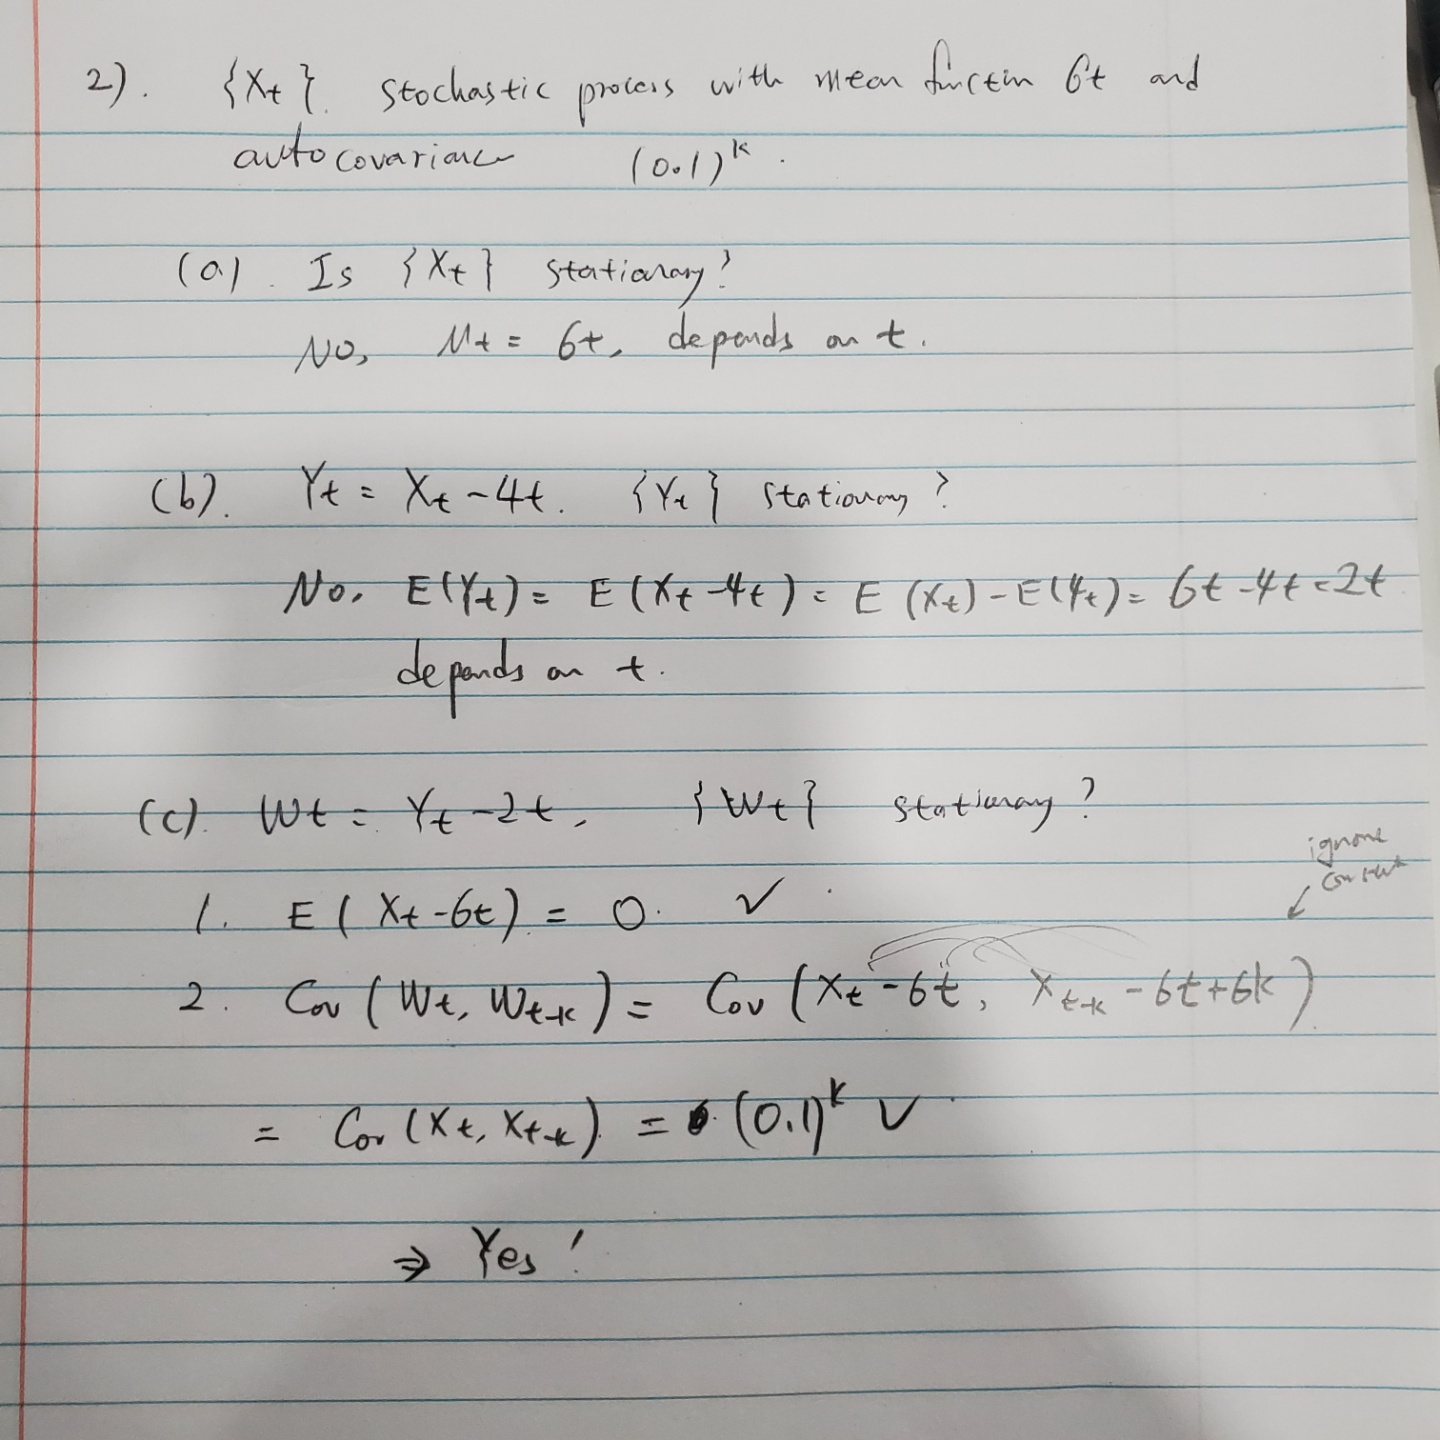 2). {Xt}. stochastic process with mean function 6t and
autocovariance (0.1)^k.
(a). Is {Xt} stationary?
No, Mt = 6t, depends on t.
(b). Yt = Xt -4t. {Yt} stationary?
No. E(Yt) = E(Xt -4t) = E(Xt) - E(4t) = 6t -4t = 2t
depends on t.
(c). Wt = Yt -2t, {Wt} stationary?
ignore
constant
1. E(Xt -6t) = 0. ✓
2. Cov(Wt, Wt-k) = Cov(Xt -6t, Xt-k -6t+6k)
= Cov(Xt, Xt-k) = (0.1)^k ✓
⇒ Yes!